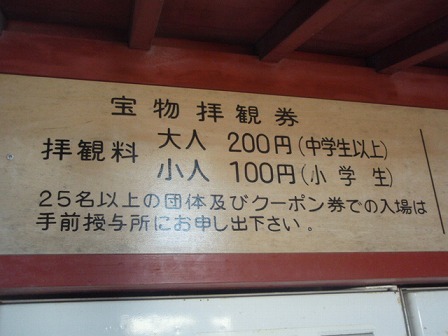 宝物拝観券
拝観料 大人 200円(中学生以上)
小人 100円(小学生)
25名以上の団体及びクーポン券での入場は
手前授与所にお申し出下さい。